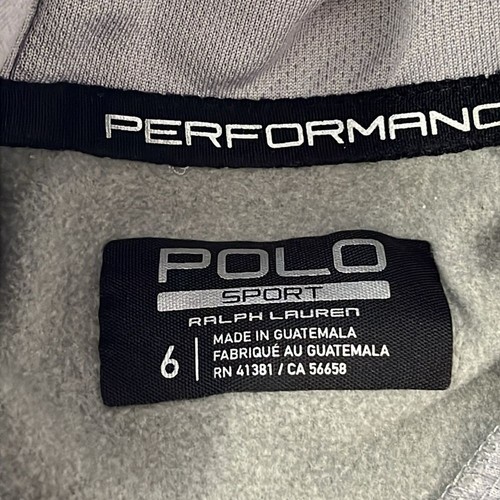 PERFORMANC
POLO
SPORT
RALPH LAUREN
6
MADE IN GUATEMALA
FABRIQUÉ AU GUATEMALA
RN 41381 / CA 56658